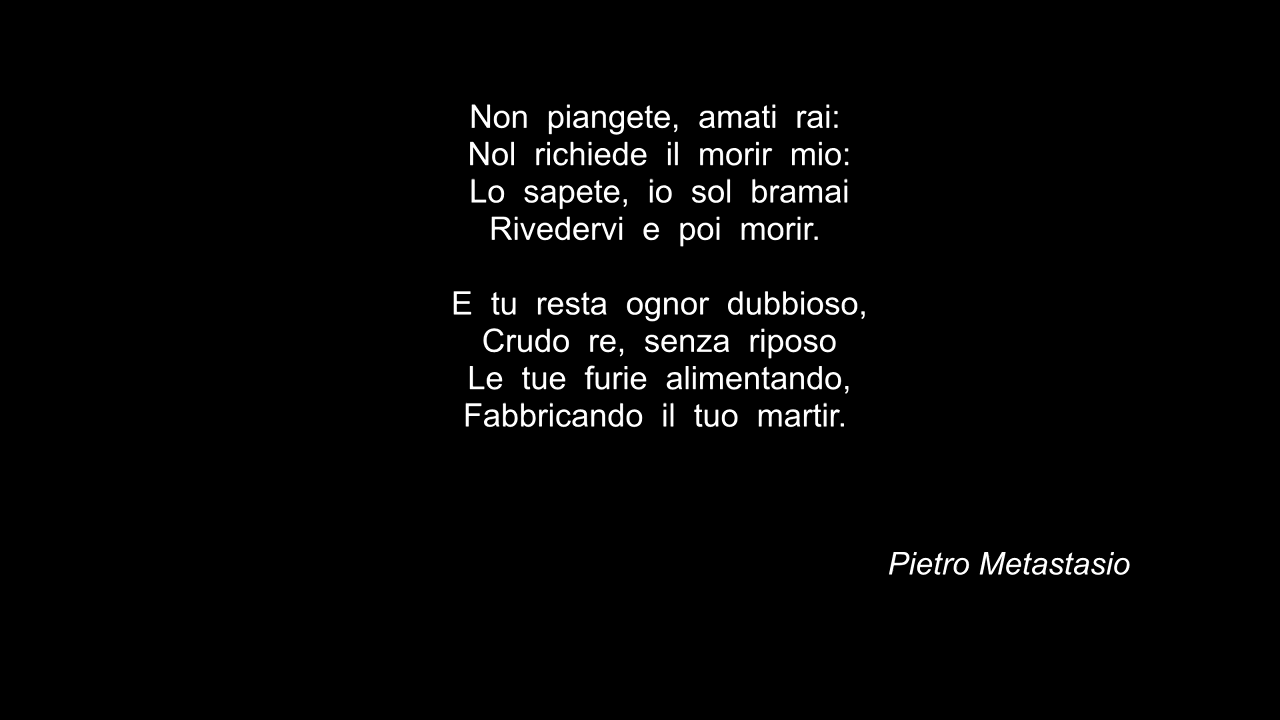 Non piangete, amati rai:
Nol richiede il morir mio:
Lo sapete, io sol bramai
Rivedervi e poi morir.
E tu resta ognor dubbioso,
Crudo re, senza riposo
Le tue furie alimentando,
Fabbricando il tuo martir.
Pietro Metastasio